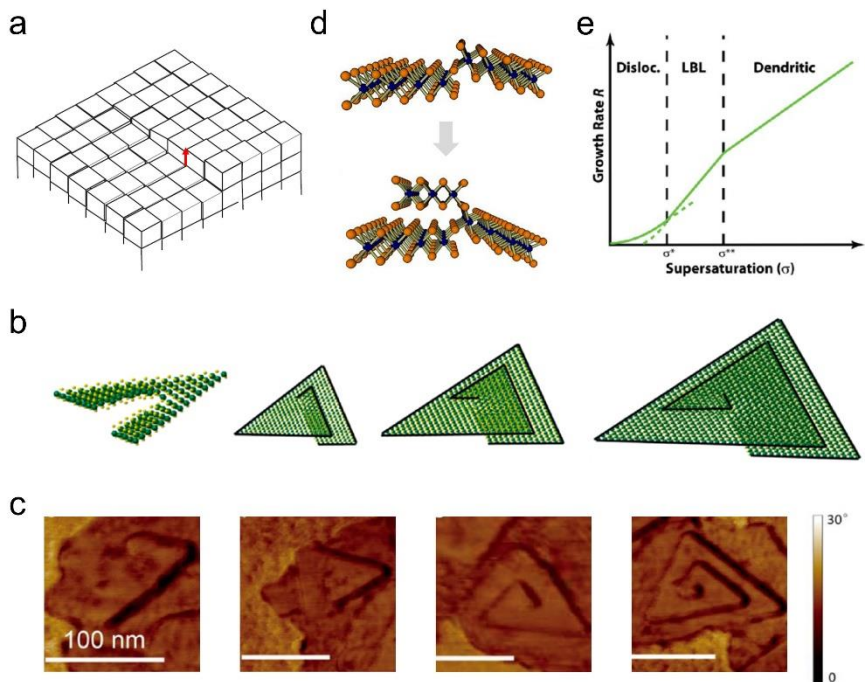 a
d
e
Disloc.
LBL
Dendritic
Growth Rate R
σ*
σ**
Supersaturation (σ)
b
c
100 nm
30°
0